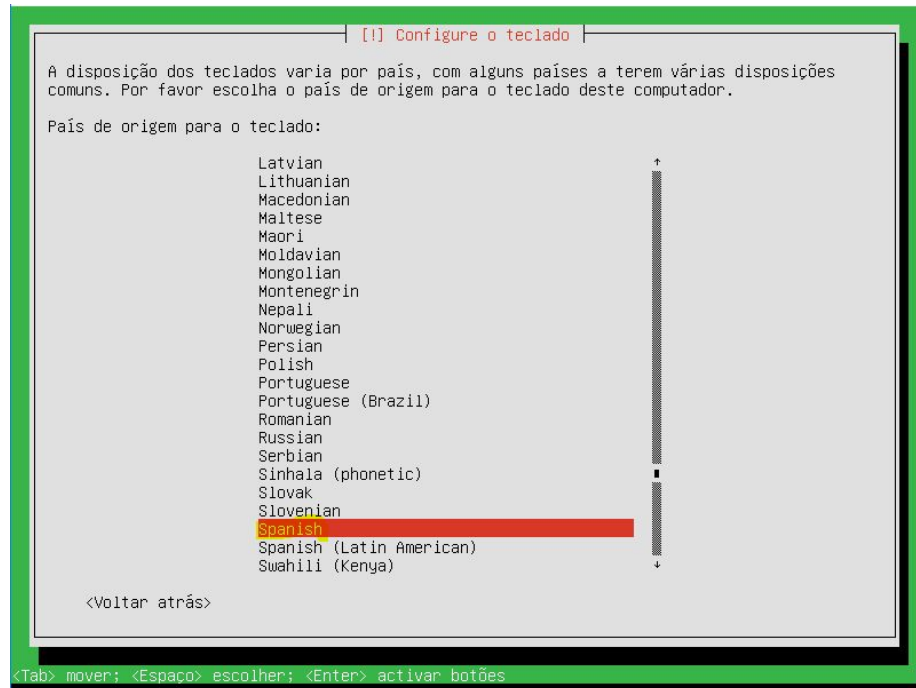 [!] Configure o teclado
A disposição dos teclados varia por país, com alguns países a terem várias disposições
comuns. Por favor escolha o país de origem para o teclado deste computador.
País de origem para o teclado:
Latvian
Lithuanian
Macedonian
Maltese
Maori
Moldavian
Mongolian
Montenegrin
Nepali
Norwegian
Persian
Polish
Portuguese
Portuguese (Brazil)
Romanian
Russian
Serbian
Sinhala (phonetic)
Slovak
Slovenian
Spanish
Spanish (Latin American)
Swahili (Kenya)
<Voltar atrás>
<Tab> mover; <Espaço> escolher; <Enter> activar botões